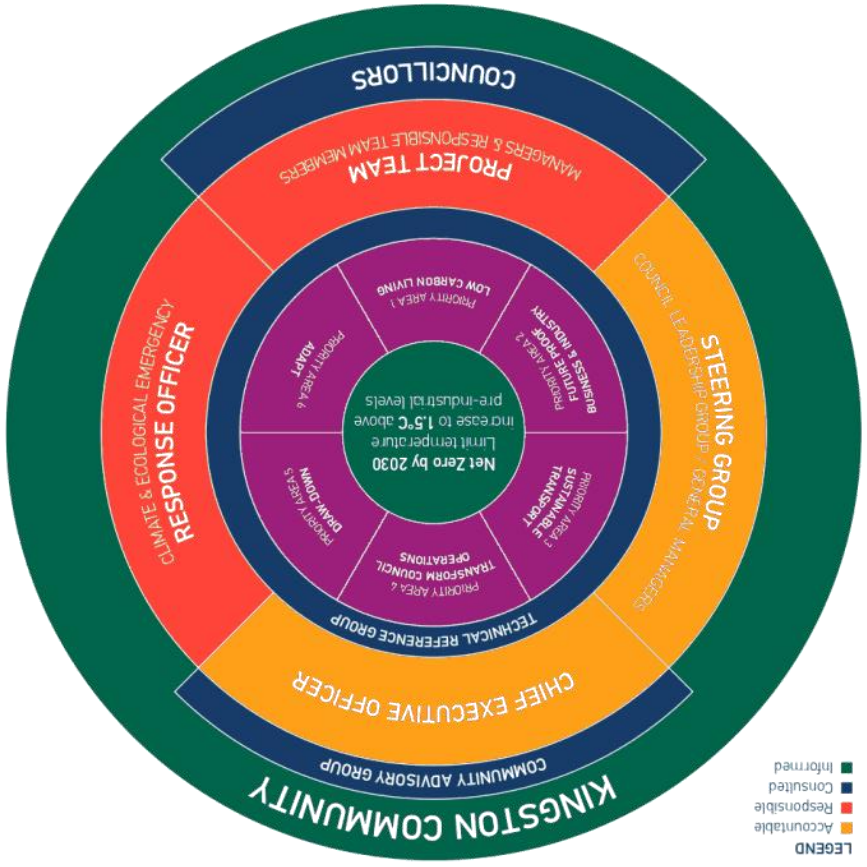 LEGEND
Accountable
Responsible
Consulted
Informed
KINGSTON COMMUNITY
COMMUNITY ADVISORY GROUP
CHIEF EXECUTIVE OFFICER
TECHNICAL REFERENCE GROUP
STEERING GROUP
COUNCIL LEADERSHIP GROUP / GENERAL MANAGERS
PRIORITY AREA 4
TRANSFORM COUNCIL
OPERATIONS
PRIORITY AREA 3
SUSTAINABLE
TRANSPORT
PRIORITY AREA 5
DRAW-DOWN
Net Zero by 2030
Limit temperature
increase to 1.5°C above
pre-industrial levels
PRIORITY AREA 2
FUTURE PROOF
BUSINESS & INDUSTRY
PRIORITY AREA 6
ADAPT
PRIORITY AREA 1
LOW CARBON LIVING
CLIMATE & ECOLOGICAL EMERGENCY
RESPONSE OFFICER
PROJECT TEAM
MANAGERS & RESPONSIBLE TEAM MEMBERS
COUNCILLORS